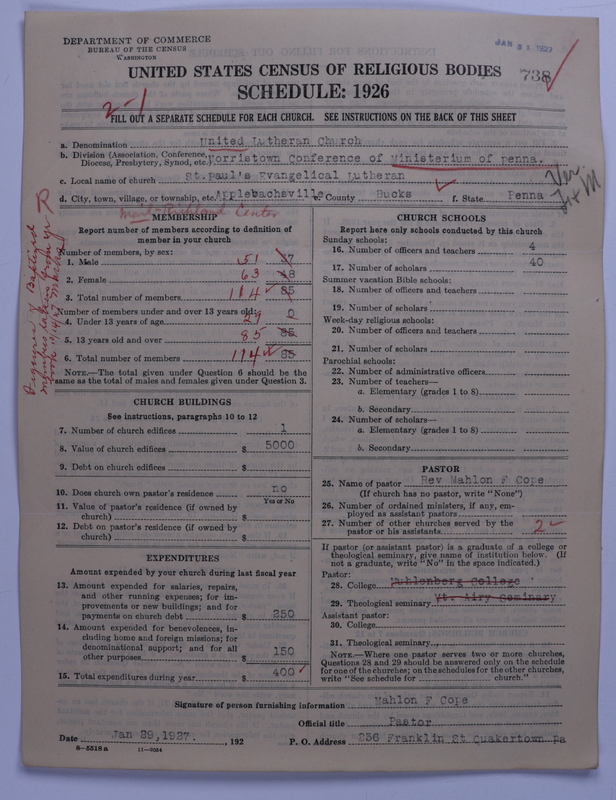 DEPARTMENT OF COMMERCE
BUREAU OF THE CENSUS
WASHINGTON
JAN 31 1927
UNITED STATES CENSUS OF RELIGIOUS BODIES
738
SCHEDULE: 1926
2-1
FILL OUT A SEPARATE SCHEDULE FOR EACH CHURCH. SEE INSTRUCTIONS ON THE BACK OF THIS SHEET
a. Denomination United Lutheran Church
b. Division (Association, Conference, Diocese, Presbytery, Synod, etc.) Norristown Conference of Ministerium of Penna.
c. Local name of church St.Paul's Evangelical Lutheran
d. City, town, village, or township, etc. Applebachsville e. County Bucks f. State Penna
Ver
MEMBERSHIP
Report number of members according to definition of
member in your church
Number of members, by sex:
1. Male 51 37
2. Female 63 48
3. Total number of members 114 85
Number of members under and over 13 years old:
4. Under 13 years of age 29 0
5. 13 years old and over 85 85
6. Total number of members 114 85
NOTE.—The total given under Question 6 should be the
same as the total of males and females given under Question 3.
CHURCH BUILDINGS
See instructions, paragraphs 10 to 12
7. Number of church edifices 1
8. Value of church edifices $ 5000
9. Debt on church edifices $
10. Does church own pastor's residence no
Yes or No
11. Value of pastor's residence (if owned by
church) $
12. Debt on pastor's residence (if owned by
church) $
EXPENDITURES
Amount expended by your church during last fiscal year
13. Amount expended for salaries, repairs,
and other running expenses; for im-
provements or new buildings; and for
payments on church debt $ 250
14. Amount expended for benevolences, in-
cluding home and foreign missions; for
denominational support; and for all
other purposes $ 150
15. Total expenditures during year $ 400
CHURCH SCHOOLS
Report here only schools conducted by this church
Sunday schools:
16. Number of officers and teachers 4
17. Number of scholars 40
Summer vacation Bible schools:
18. Number of officers and teachers
19. Number of scholars
Week-day religious schools:
20. Number of officers and teachers
21. Number of scholars
Parochial schools:
22. Number of administrative officers
23. Number of teachers—
a. Elementary (grades 1 to 8)
b. Secondary
24. Number of scholars—
a. Elementary (grades 1 to 8)
b. Secondary
PASTOR
25. Name of pastor Rev Mahlon F Cope
(If church has no pastor, write "None")
26. Number of ordained ministers, if any, em-
ployed as assistant pastors
27. Number of other churches served by the
pastor or his assistants 2
If pastor (or assistant pastor) is a graduate of a college or
theological seminary, give name of institution below. (If
not a graduate, write "No" in the space indicated.)
Pastor:
28. College Muhlenberg College
29. Theological seminary Mt. Airy Seminary
Assistant pastor:
30. College
31. Theological seminary
NOTE.—Where one pastor serves two or more churches,
Questions 28 and 29 should be answered only on the schedule
for one of the churches; on the schedules for the other churches,
write "See schedule for church."
Signature of person furnishing information Mahlon F Cope
Official title Pastor
Date Jan 29,1927. , 192
P. O. Address 236 Franklin St Quakertown Pa
8-5518a 11-9034